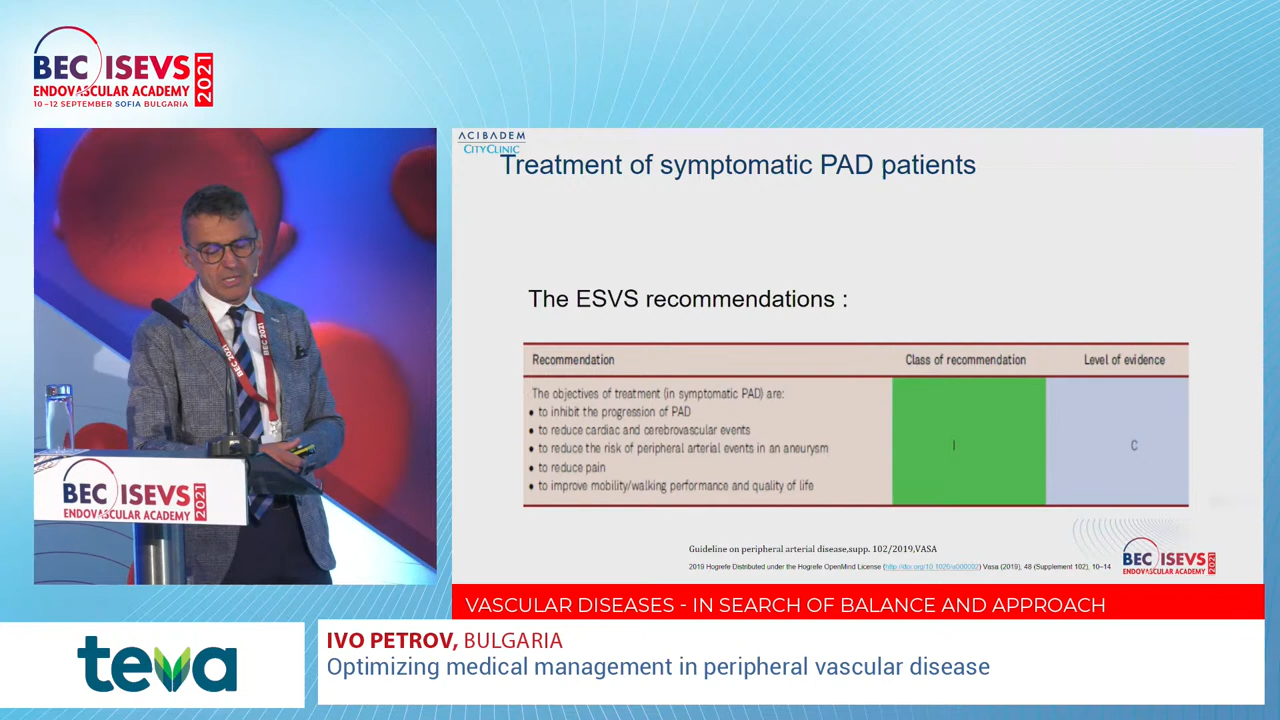 BEC ISEVS
2021
ENDOVASCULAR ACADEMY
10–12 SEPTEMBER SOFIA BULGARIA
BEC 2021
BEC 2021
BEC ISEVS
2021
ENDOVASCULAR ACADEMY
ACIBADEM
CITYCLINIC
Treatment of symptomatic PAD patients
The ESVS recommendations :
Recommendation Class of recommendation Level of evidence
The objectives of treatment (in symptomatic PAD) are:
• to inhibit the progression of PAD
• to reduce cardiac and cerebrovascular events
• to reduce the risk of peripheral arterial events in an aneurysm
• to reduce pain
• to improve mobility/walking performance and quality of life
I C
Guideline on peripheral arterial disease,supp. 102/2019,VASA
2019 Hogrefe Distributed under the Hogrefe OpenMind License (http://doi.org/10.1026/a000002) Vasa (2019), 48 (Supplement 102), 10–14
BEC ISEVS
2021
ENDOVASCULAR ACADEMY
VASCULAR DISEASES - IN SEARCH OF BALANCE AND APPROACH
teva
IVO PETROV, BULGARIA
Optimizing medical management in peripheral vascular disease